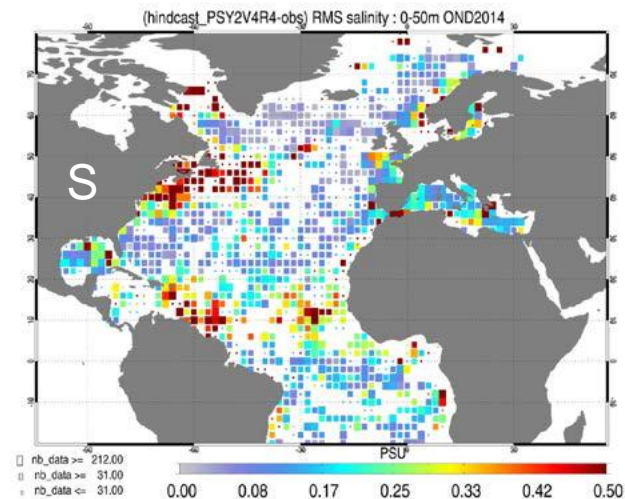 (hindcast_PSY2V4R4-obs) RMS salinity : 0-50m OND2014
S
PSU
nb_data >= 212.00
nb_data >= 31.00
nb_data <= 31.00
0.00 0.08 0.17 0.25 0.33 0.42 0.50